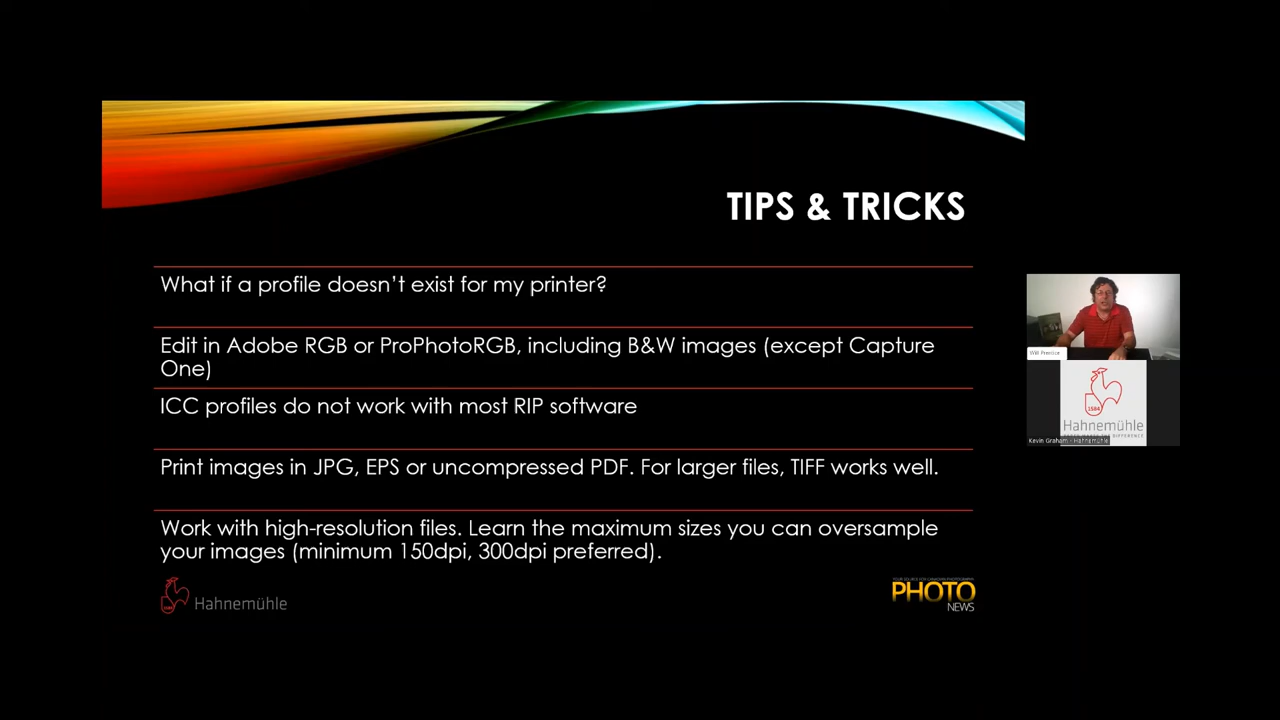 TIPS & TRICKS
What if a profile doesn't exist for my printer?
Edit in Adobe RGB or ProPhotoRGB, including B&W images (except Capture
One)
ICC profiles do not work with most RIP software
Print images in JPG, EPS or uncompressed PDF. For larger files, TIFF works well.
Work with high-resolution files. Learn the maximum sizes you can oversample
your images (minimum 150dpi, 300dpi preferred).
Hahnemühle
PHOTO
NEWS
Will Prentice
1584
Hahnemühle
Kevin Graham - Hahnemühle